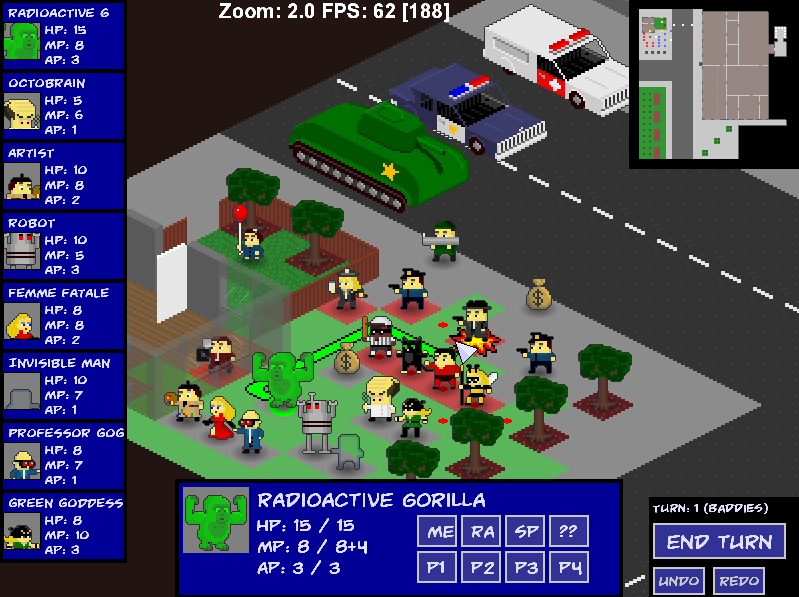 Zoom: 2.0 FPS: 62 [188]
RADIOACTIVE G
HP: 15
MP: 8
AP: 3
OCTOBRAIN
HP: 5
MP: 6
AP: 1
ARTIST
HP: 10
MP: 8
AP: 2
ROBOT
HP: 10
MP: 5
AP: 3
FEMME FATALE
HP: 8
MP: 8
AP: 2
INVISIBLE MAN
HP: 10
MP: 7
AP: 1
PROFESSOR GOG
HP: 8
MP: 7
AP: 1
GREEN GODDESS
HP: 8
MP: 10
AP: 3
$
$
RADIOACTIVE GORILLA
HP: 15 / 15
MP: 8 / 8+4
AP: 3 / 3
ME RA SP ??
P1 P2 P3 P4
TURN: 1 (BADDIES)
END TURN
UNDO REDO